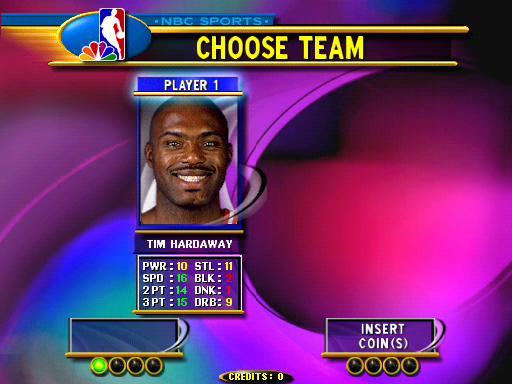 NBC SPORTS
CHOOSE TEAM
PLAYER 1
TIM HARDAWAY
PWR: 10 STL: 11
SPD: 16 BLK: 2
2 PT: 14 DNK: 1
3 PT: 15 DRB: 9
INSERT
COIN(S)
CREDITS: 0